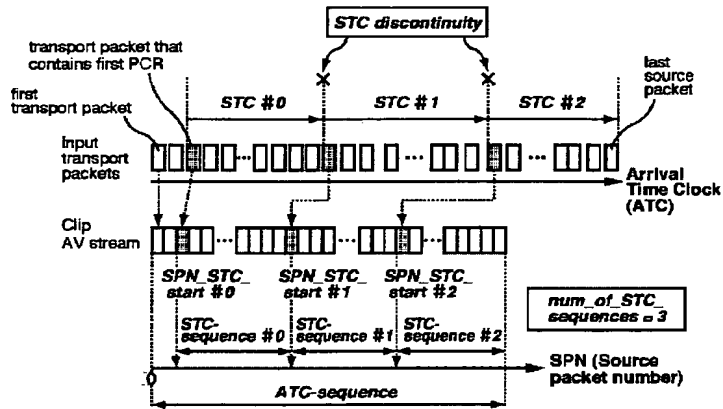 STC discontinuity
transport packet that
contains first PCR
first
transport packet
last
source
packet
STC #0
STC #1
STC #2
Input
transport
packets
...
...
...
Arrival
Time Clock
(ATC)
Clip
AV stream
...
...
...
SPN_STC_
start #0
SPN_STC_
start #1
SPN_STC_
start #2
num_of_STC_
sequences = 3
STC-
sequence #0
STC-
sequence #1
STC-
sequence #2
SPN (Source
packet number)
0
ATC-sequence